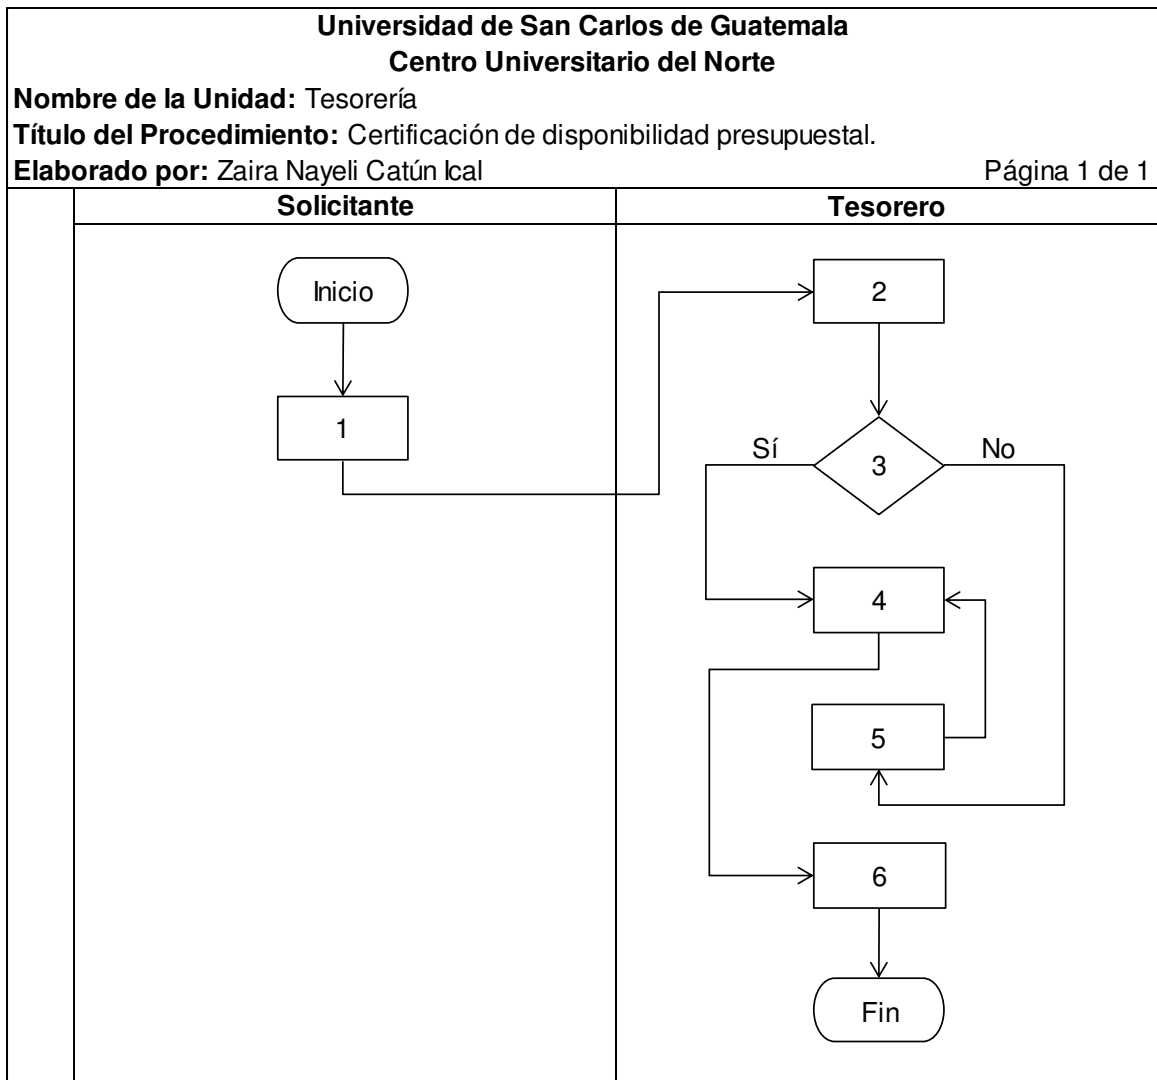 Universidad de San Carlos de Guatemala
Centro Universitario del Norte
Nombre de la Unidad: Tesorería
Título del Procedimiento: Certificación de disponibilidad presupuestal.
Elaborado por: Zaira Nayeli Catún Ical Página 1 de 1
Solicitante Tesorero
Inicio 2
1
Sí 3 No
4
5
6
Fin